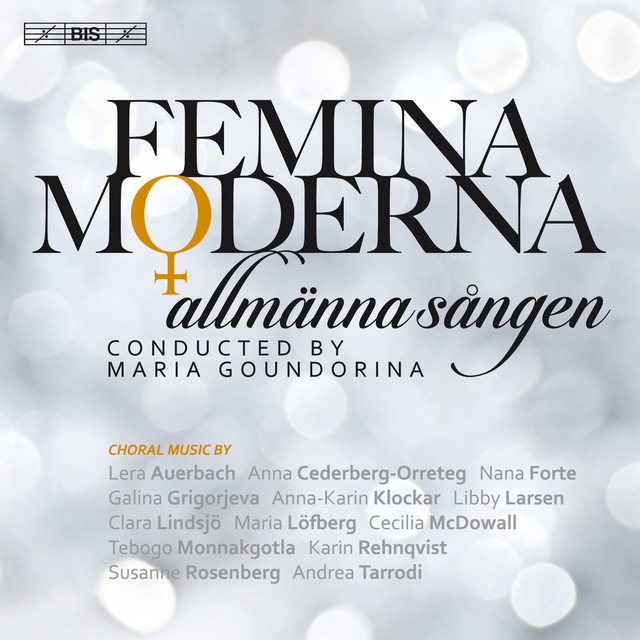 BIS
FEMINA
MODERNA
allmänna sången
CONDUCTED BY
MARIA GOUNDORINA
CHORAL MUSIC BY
Lera Auerbach Anna Cederberg-Orreteg Nana Forte
Galina Grigorjeva Anna-Karin Klockar Libby Larsen
Clara Lindsjö Maria Löfberg Cecilia McDowall
Tebogo Monnakgotla Karin Rehnqvist
Susanne Rosenberg Andrea Tarrodi